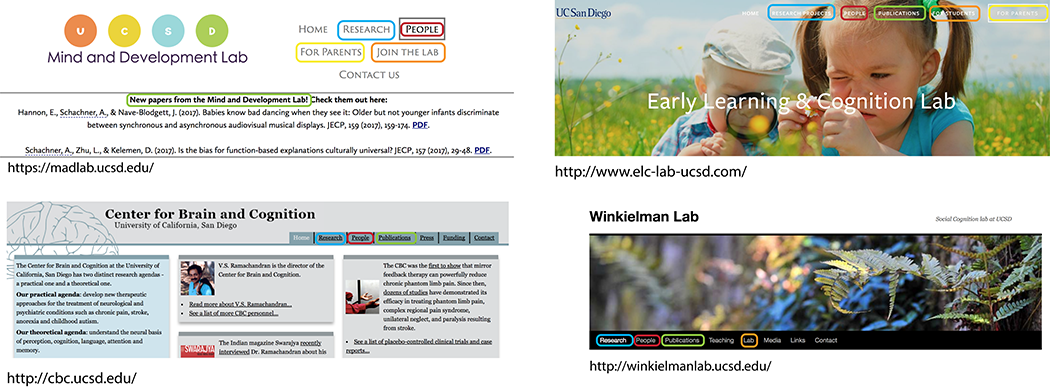 U C S D
Mind and Development Lab
HOME RESEARCH PEOPLE
FOR PARENTS JOIN THE LAB
CONTACT US
New papers from the Mind and Development Lab! Check them out here:
Hannon, E., Schachner, A., & Nave-Blodgett, J. (2017). Babies know bad dancing when they see it: Older but not younger infants discriminate
between synchronous and asynchronous audiovisual musical displays. JECP, 159 (2017), 159-174. PDF.
Schachner, A., Zhu, L., & Kelemen, D. (2017). Is the bias for function-based explanations culturally universal? JECP, 157 (2017), 29-48. PDF.
https://madlab.ucsd.edu/
UC San Diego
HOME RESEARCH PROJECTS PEOPLE PUBLICATIONS FOR STUDENTS FOR PARENTS
Early Learning & Cognition Lab
http://www.elc-lab-ucsd.com/
Center for Brain and Cognition
University of California, San Diego
Home Research People Publications Press Funding Contact
The Center for Brain and Cognition at the University of
California, San Diego has two distinct research agendas -
a practical one and a theoretical one.
Our practical agenda: develop new therapeutic
approaches for the treatment of neurological and
psychiatric conditions such as chronic pain, stroke,
anorexia and childhood autism.
Our theoretical agenda: understand the neural basis
of perception, cognition, language, attention and
memory.
V.S. Ramachandran is the director of the
Center for Brain and Cognition.
Read more about V.S. Ramachandran...
See a list of more CBC personnel...
SWARAJYA
The Indian magazine Swarajya recently
interviewed Dr. Ramachandran about his
The CBC was the first to show that mirror
feedback therapy can powerfully reduce
chronic phantom limb pain. Since then,
dozens of studies have demonstrated its
efficacy in treating phantom limb pain,
complex regional pain syndrome,
unilateral neglect, and paralysis resulting
from stroke.
See a list of placebo-controlled clinical trials and case
reports...
http://cbc.ucsd.edu/
Winkielman Lab
Social Cognition lab at UCSD
Research People Publications Teaching Lab Media Links Contact
http://winkielmanlab.ucsd.edu/